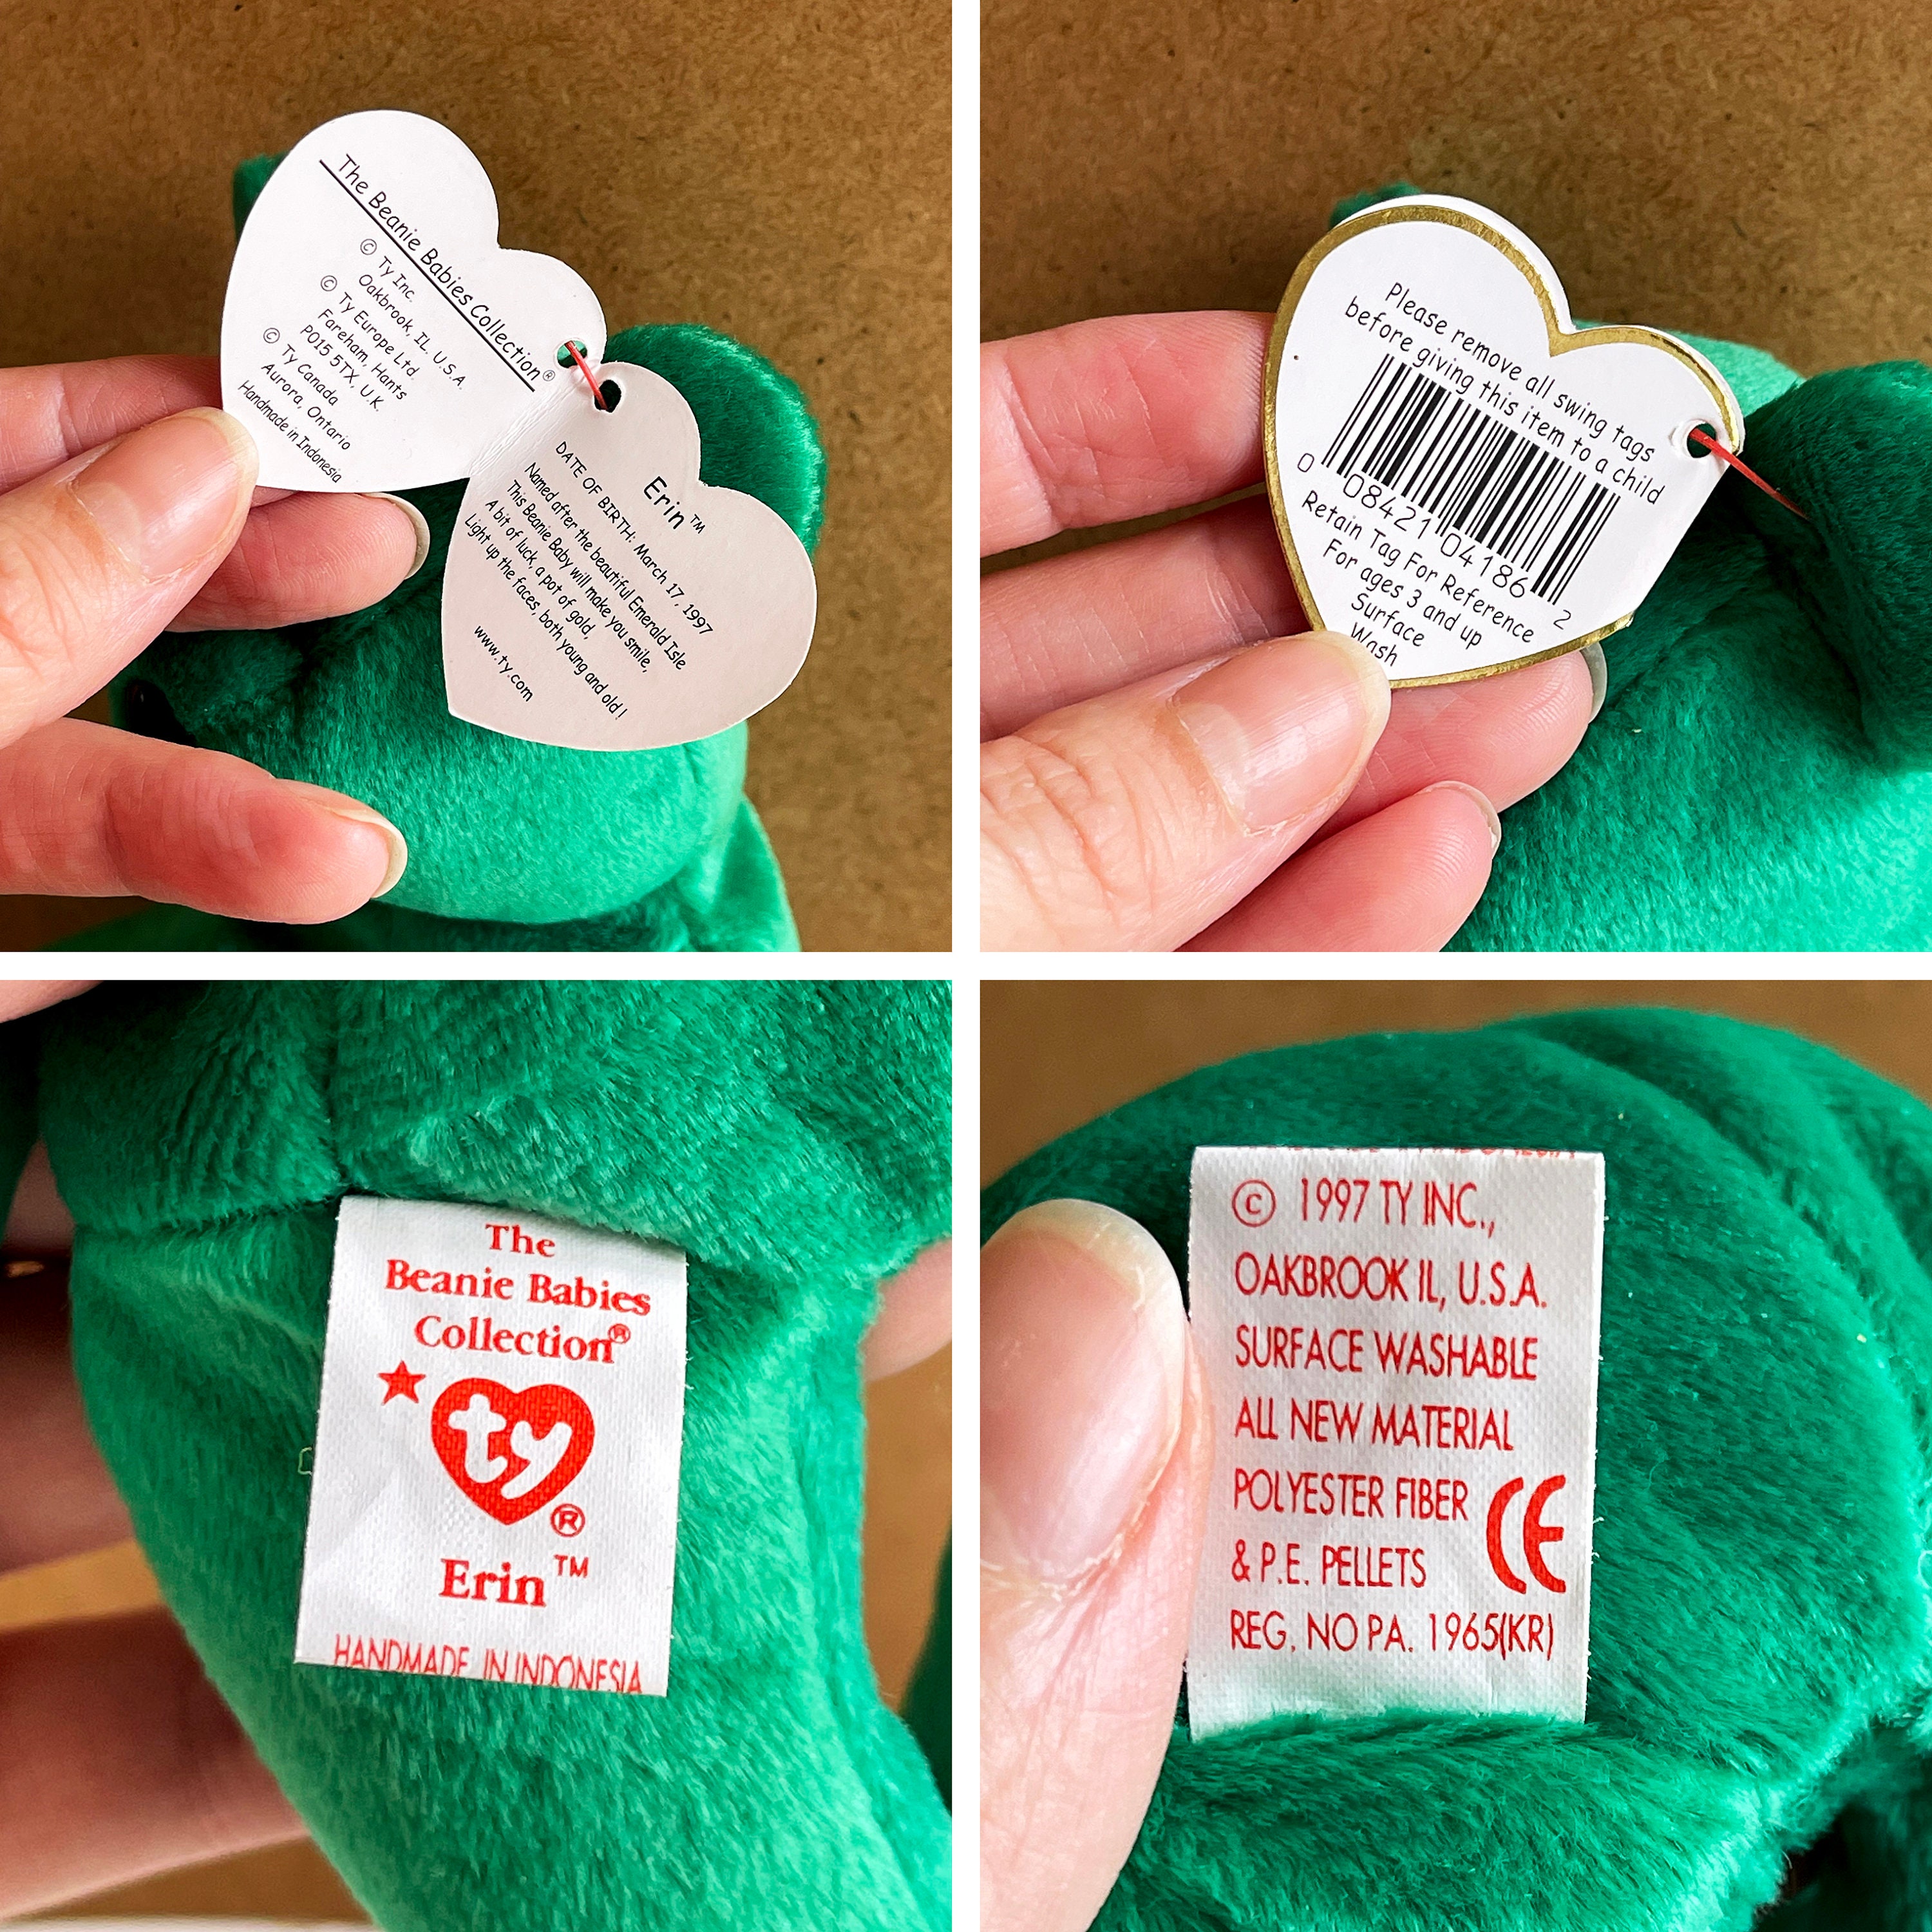 The Beanie Babies Collection®
© Ty Inc.
Oakbrook, IL. U.S.A.
© Ty Europe Ltd.
Fareham, Hants
PO15 5TX, U.K.
© Ty Canada
Aurora, Ontario
Handmade in Indonesia
Erin™
DATE OF BIRTH: March 17, 1997
Named after the beautiful Emerald Isle
This Beanie Baby will make you smile,
A bit of luck, a pot of gold,
Light up the faces, both young and old!
www.ty.com
Please remove all swing tags
before giving this item to a child
0 08421 04186 2
Retain Tag For Reference
For ages 3 and up
Surface
Wash
The
Beanie Babies
Collection®
ty®
Erin™
HANDMADE IN INDONESIA
© 1997 TY INC.,
OAKBROOK IL, U.S.A.
SURFACE WASHABLE
ALL NEW MATERIAL
POLYESTER FIBER
& P.E. PELLETS
CE
REG. NO PA. 1965(KR)